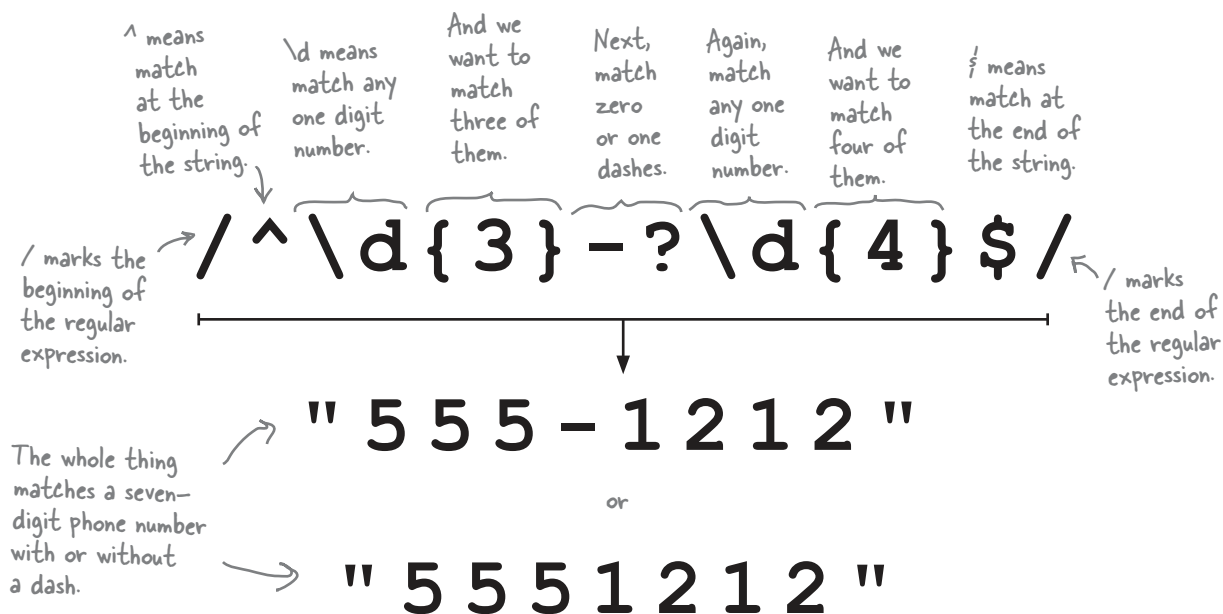 ^ means
match
at the
beginning of
the string.
\d means
match any
one digit
number.
And we
want to
match
three of
them.
Next,
match
zero
or one
dashes.
Again,
match
any one
digit
number.
And we
want to
match
four of
them.
$ means
match at
the end of
the string.
/^\d{3}-?\d{4}$/
/ marks the
beginning of
the regular
expression.
/ marks
the end of
the regular
expression.
"555-1212"
The whole thing
matches a seven-
digit phone number
with or without
a dash.
or
"5551212"